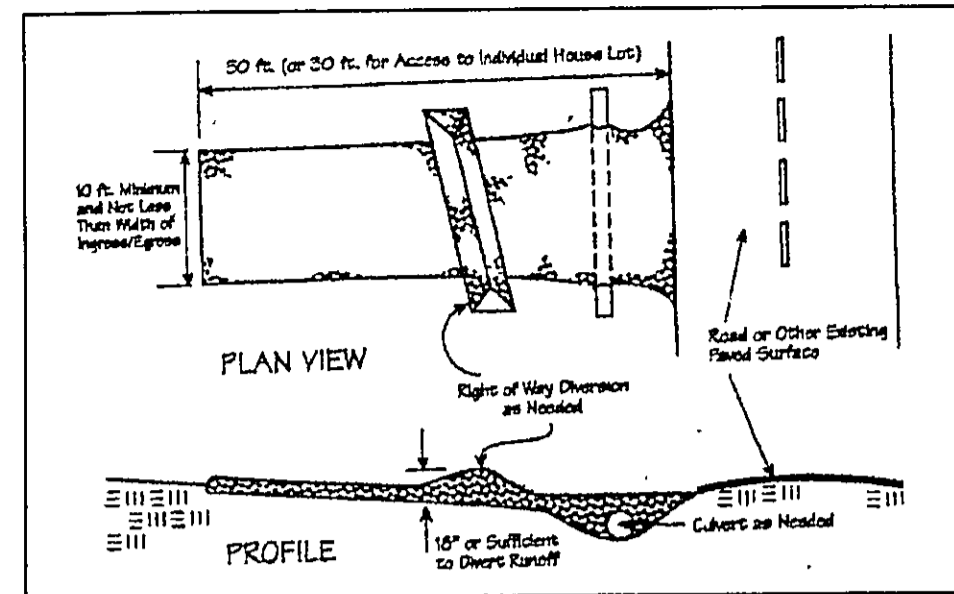 50 ft. (or 30 ft. for Access to Individual House Lot)
10 ft. Minimum
and Not Less
Than Width of
Ingress/Egress
PLAN VIEW
Road or Other Existing
Paved Surface
Right of Way Diversion
as Needed
Culvert as Needed
18" or Sufficient
to Divert Runoff
PROFILE